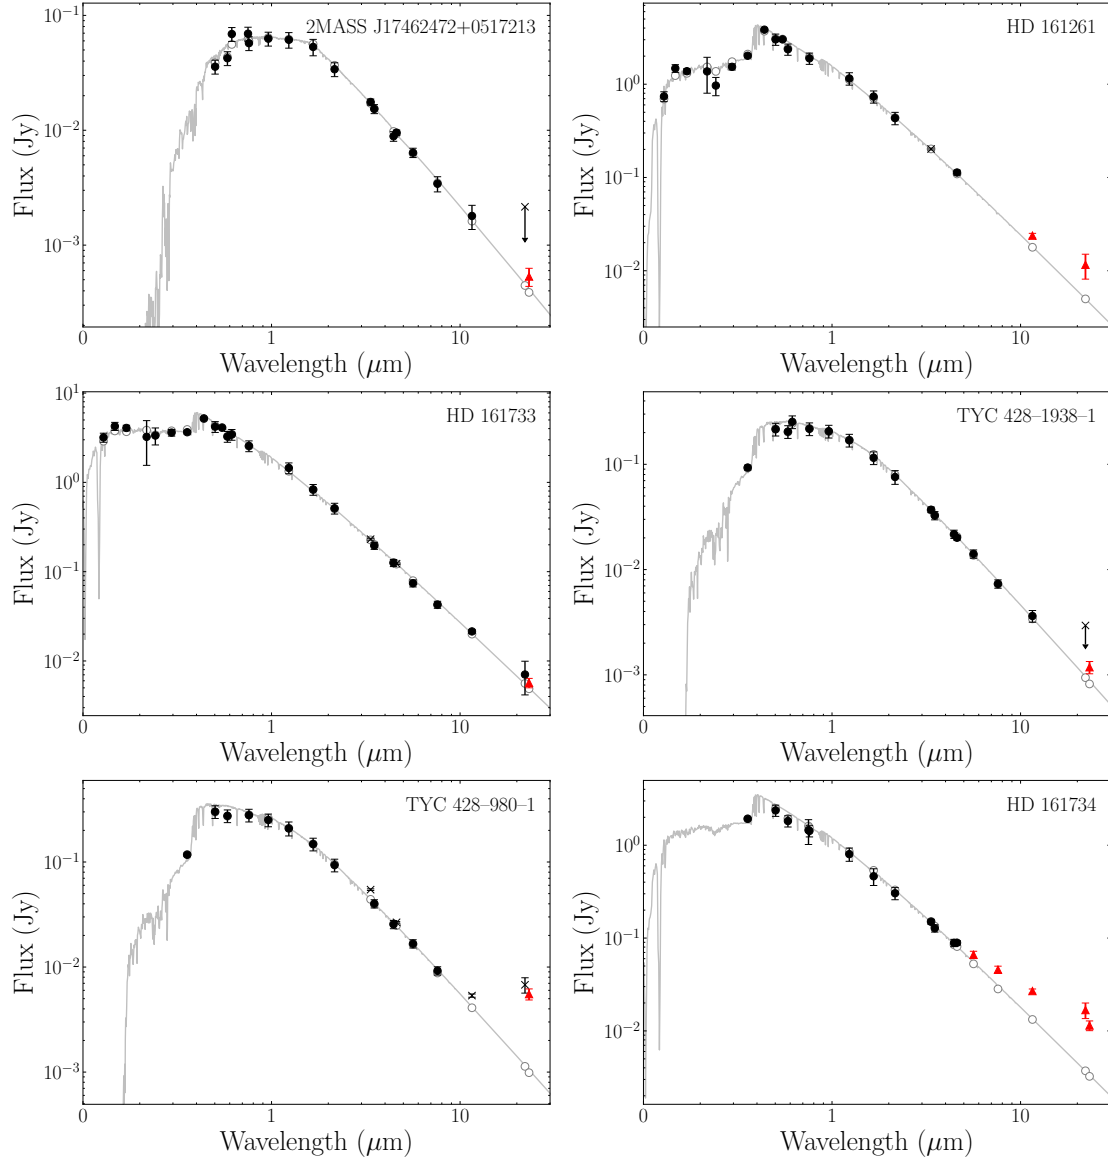 2MASS J17462472+0517213
10⁻¹
10⁻²
10⁻³
Flux (Jy)
0 1 10
Wavelength (μm)
HD 161261
10⁰
10⁻¹
10⁻²
Flux (Jy)
0 1 10
Wavelength (μm)
HD 161733
10¹
10⁰
10⁻¹
10⁻²
Flux (Jy)
0 1 10
Wavelength (μm)
TYC 428–1938–1
10⁻¹
10⁻²
10⁻³
Flux (Jy)
0 1 10
Wavelength (μm)
TYC 428–980–1
10⁻¹
10⁻²
10⁻³
Flux (Jy)
0 1 10
Wavelength (μm)
HD 161734
10⁰
10⁻¹
10⁻²
Flux (Jy)
0 1 10
Wavelength (μm)